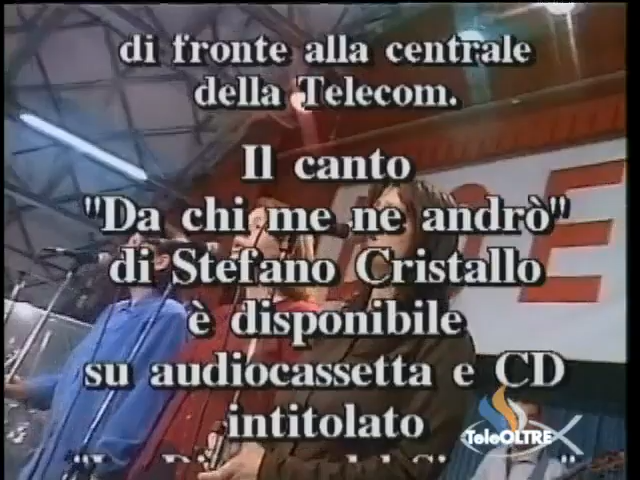 di fronte alla centrale
della Telecom.
Il canto
"Da chi me ne andrò"
di Stefano Cristallo
è disponibile
su audiocassetta e CD
intitolato
TeleOLTRE